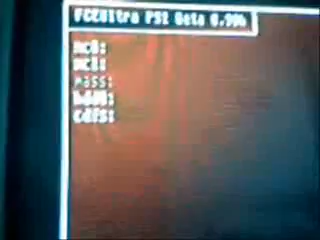 FCEUltra PS2 Beta 0.90b
mc0:
mc1:
mass:
hdd0:
cdfs: